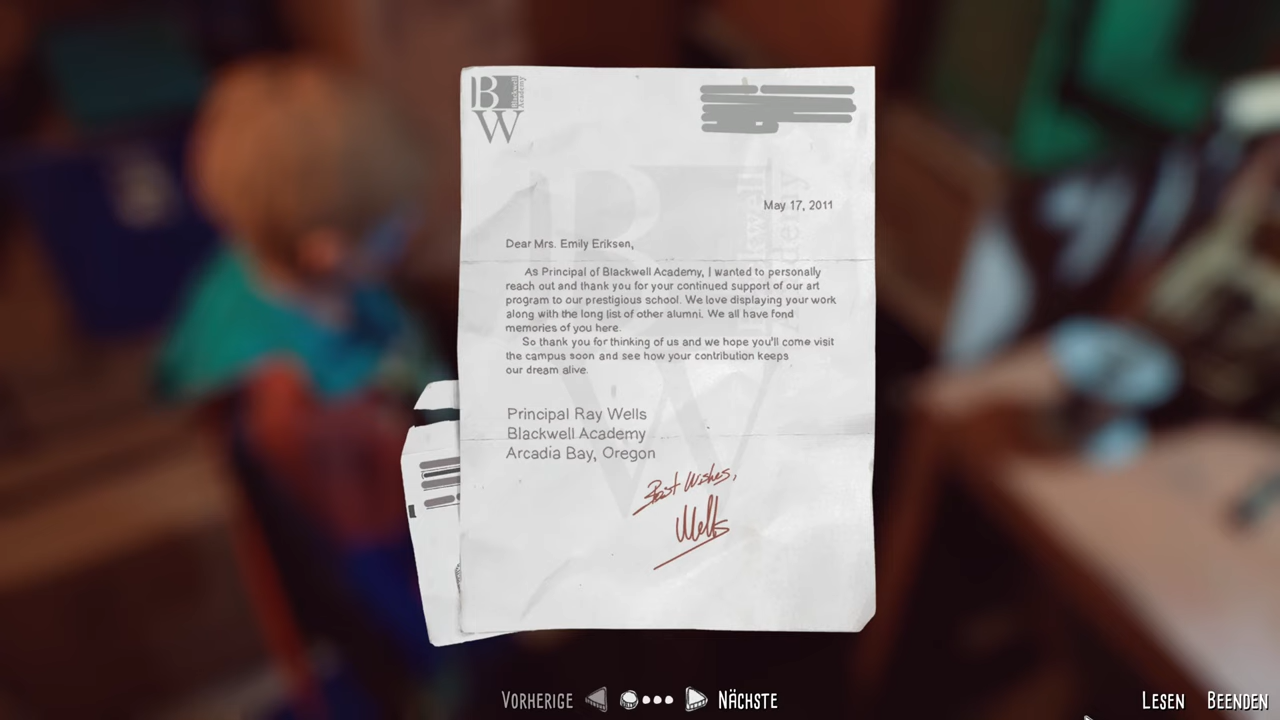 BW
Blackwell Academy
May 17, 2011
Dear Mrs. Emily Eriksen,
As Principal of Blackwell Academy, I wanted to personally
reach out and thank you for your continued support of our art
program to our prestigious school. We love displaying your work
along with the long list of other alumni. We all have fond
memories of you here.
So thank you for thinking of us and we hope you'll come visit
the campus soon and see how your contribution keeps
our dream alive.
Principal Ray Wells
Blackwell Academy
Arcadia Bay, Oregon
Best Wishes,
Wells
VORHERIGE NÄCHSTE LESEN BEENDEN